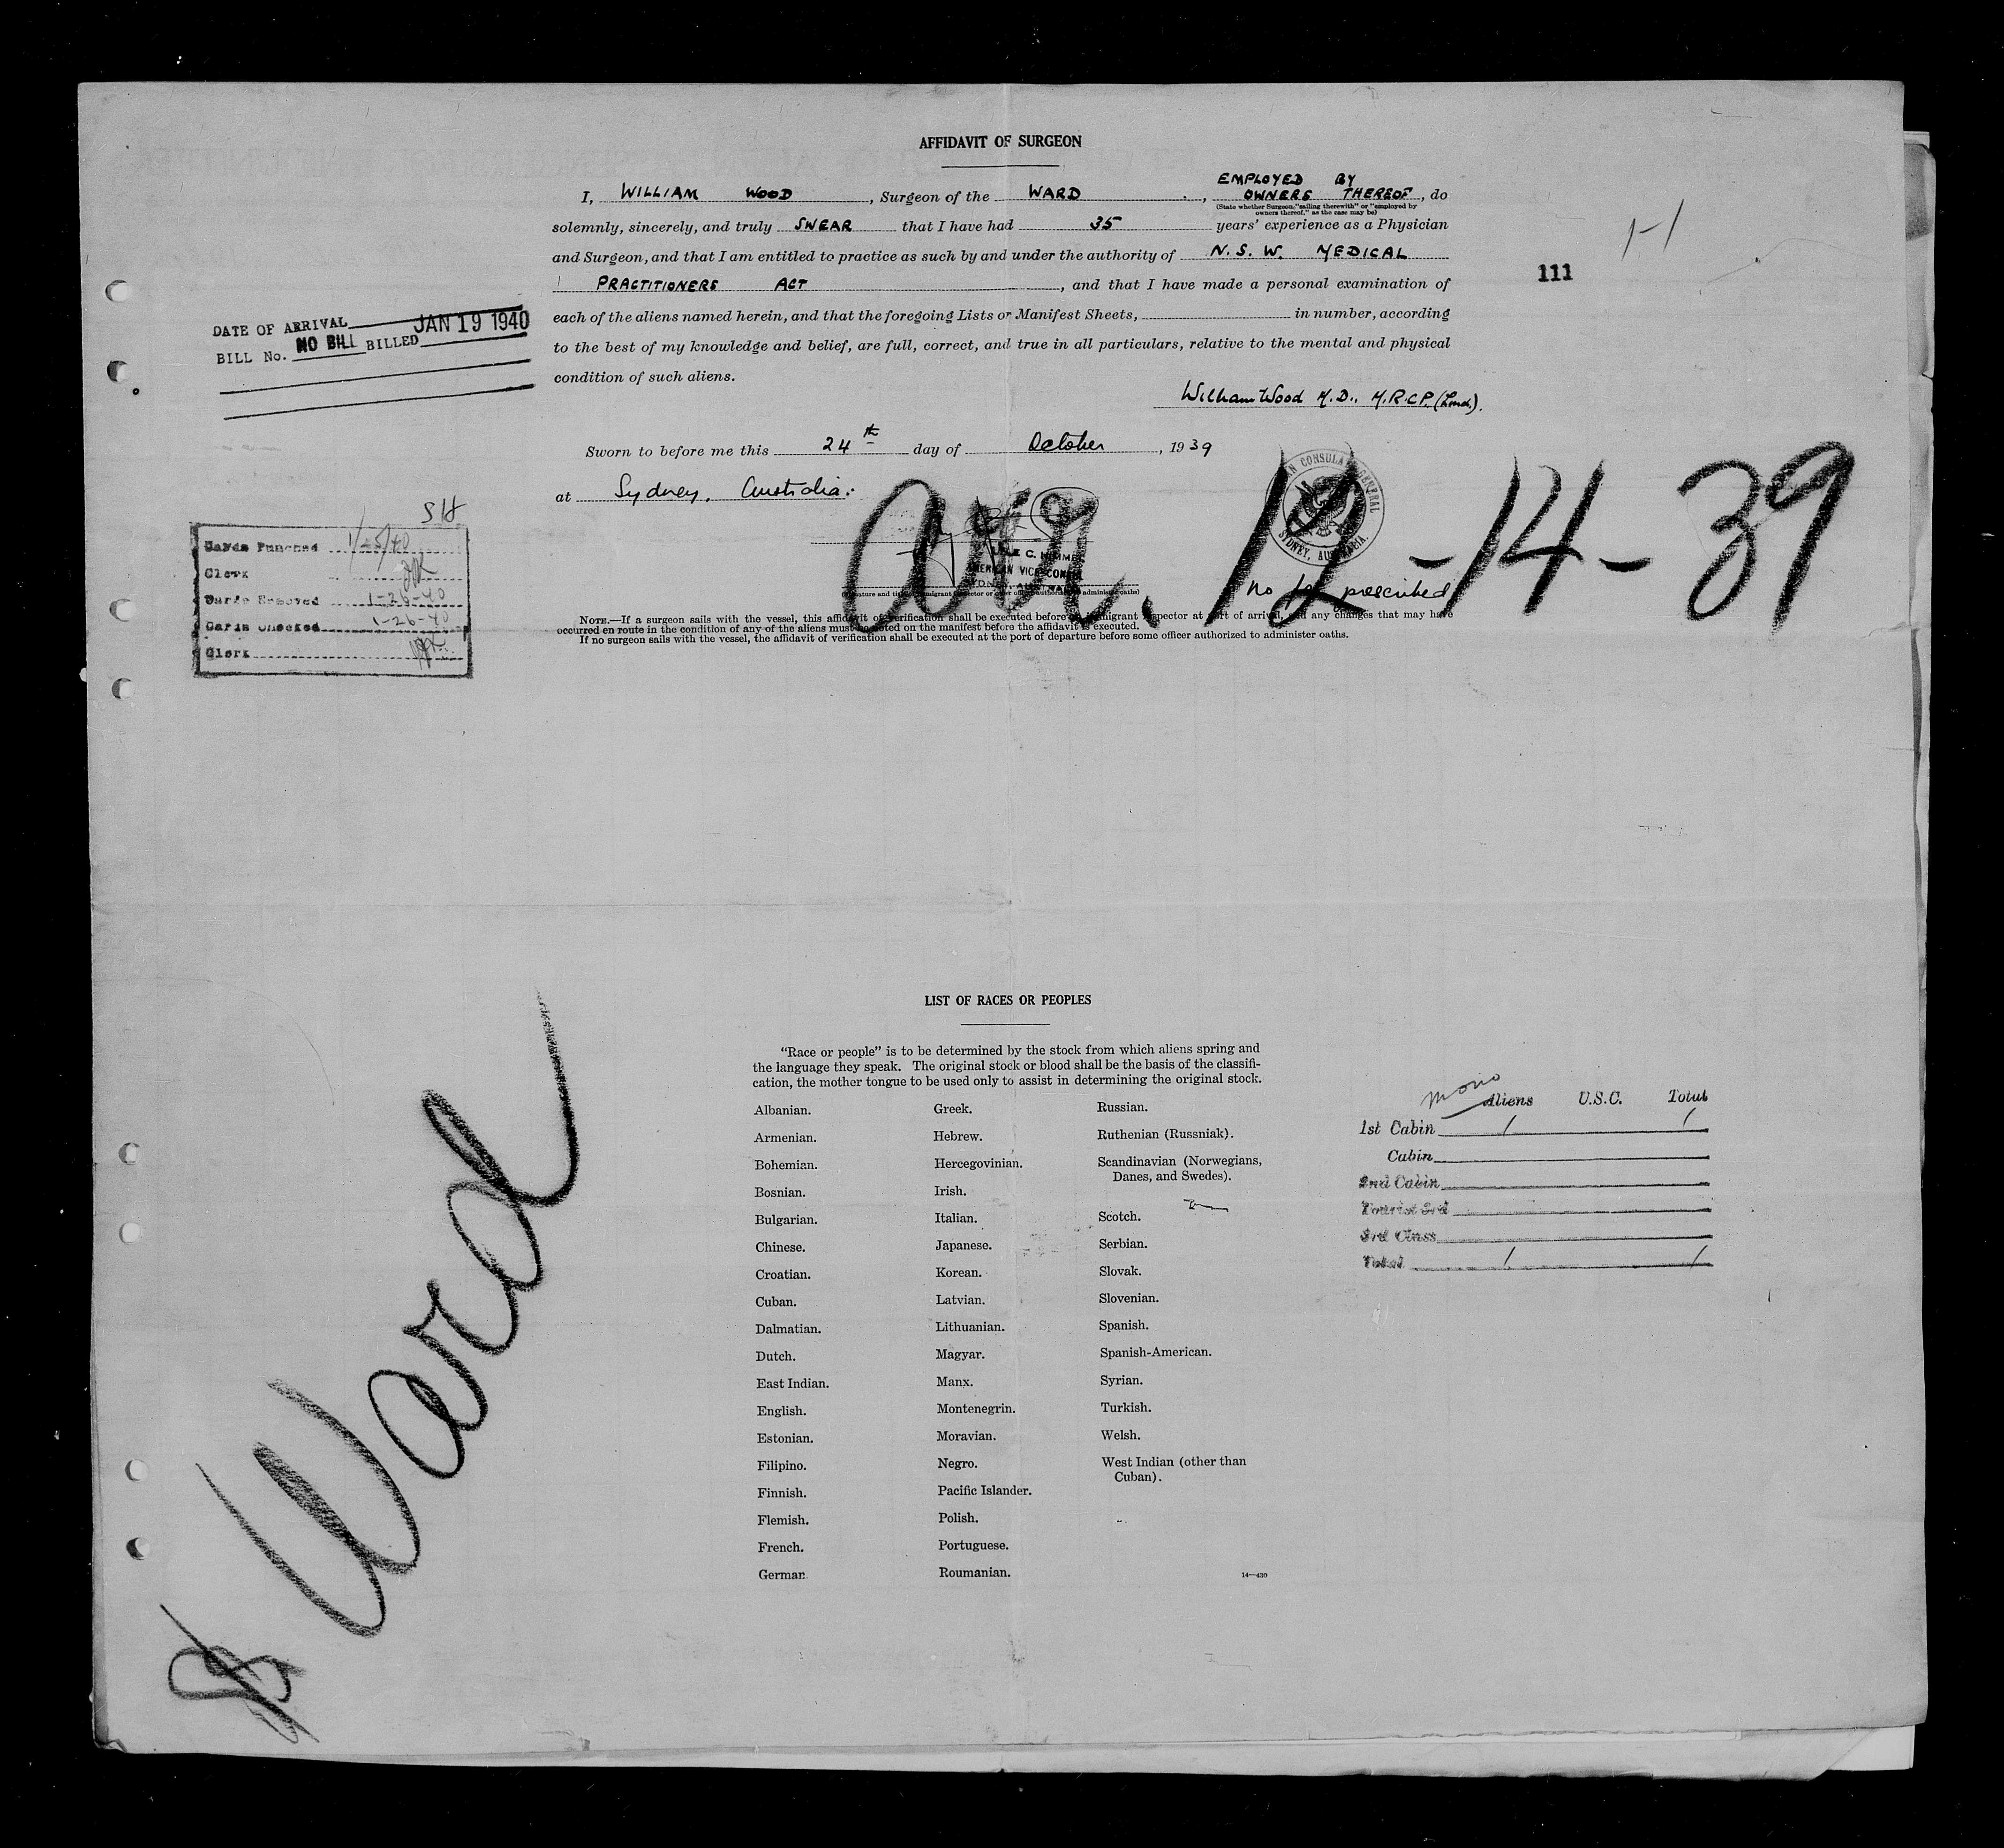 AFFIDAVIT OF SURGEON
I, WILLIAM WOOD, Surgeon of the WARD, EMPLOYED BY OWNERS THEREOF, do
(State whether Surgeon "sailing therewith" or "employed by owners thereof," as the case may be)
solemnly, sincerely, and truly SWEAR that I have had 35 years' experience as a Physician
and Surgeon, and that I am entitled to practice as such by and under the authority of N.S.W. MEDICAL
PRACTITIONERS ACT, and that I have made a personal examination of
each of the aliens named herein, and that the foregoing Lists or Manifest Sheets, in number, according
to the best of my knowledge and belief, are full, correct, and true in all particulars, relative to the mental and physical
condition of such aliens.
William Wood M.D., M.R.C.P. (Lond.).
Sworn to before me this 24th day of October, 1939
at Sydney, Australia.
111
DATE OF ARRIVAL JAN 19 1940
BILL No. NO BILL BILLED
SH
Cards Punched 1/25/40
Clerk
Cards Removed 1-26-40
Cards Checked 1-26-40
Clerk
AMERICAN VICE CONSUL
CONSULATE GENERAL
SYDNEY, AUSTRALIA.
arr. 12-14-39
no fee prescribed
NOTE.—If a surgeon sails with the vessel, this affidavit of verification shall be executed before an immigrant inspector at port of arrival, and any changes that may have
occurred en route in the condition of any of the aliens must be noted on the manifest before the affidavit is executed.
If no surgeon sails with the vessel, the affidavit of verification shall be executed at the port of departure before some officer authorized to administer oaths.
Ward
LIST OF RACES OR PEOPLES
"Race or people" is to be determined by the stock from which aliens spring and
the language they speak. The original stock or blood shall be the basis of the classifi-
cation, the mother tongue to be used only to assist in determining the original stock.
Albanian.
Armenian.
Bohemian.
Bosnian.
Bulgarian.
Chinese.
Croatian.
Cuban.
Dalmatian.
Dutch.
East Indian.
English.
Estonian.
Filipino.
Finnish.
Flemish.
French.
German
Greek.
Hebrew.
Hercegovinian.
Irish.
Italian.
Japanese.
Korean.
Latvian.
Lithuanian.
Magyar.
Manx.
Montenegrin.
Moravian.
Negro.
Pacific Islander.
Polish.
Portuguese.
Roumanian.
Russian.
Ruthenian (Russniak).
Scandinavian (Norwegians,
Danes, and Swedes).
Scotch.
Serbian.
Slovak.
Slovenian.
Spanish.
Spanish-American.
Syrian.
Turkish.
Welsh.
West Indian (other than
Cuban).
14—430
mono
Aliens U.S.C. Total
1st Cabin 1 1
Cabin
2nd Cabin
Tourist 3rd
3rd Class
Total 1 1